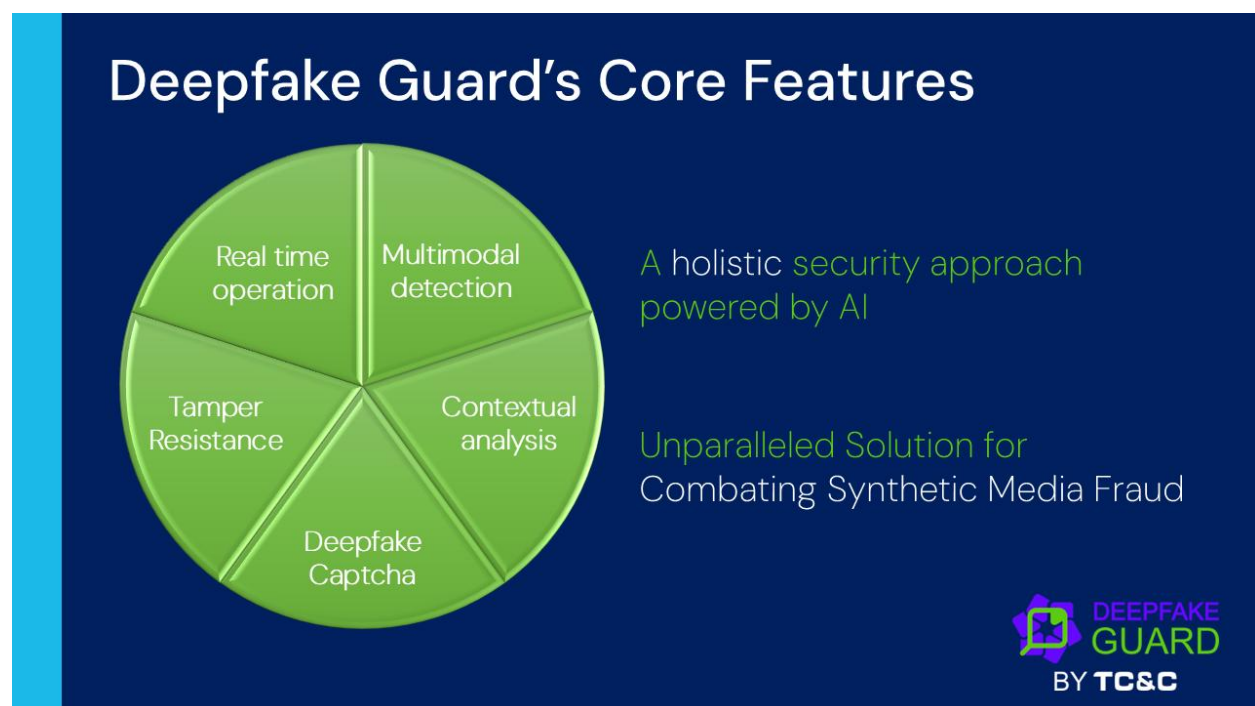 Deepfake Guard's Core Features
Real time
operation
Multimodal
detection
Tamper
Resistance
Contextual
analysis
Deepfake
Captcha
A holistic security approach
powered by AI
Unparalleled Solution for
Combating Synthetic Media Fraud
DEEPFAKE
GUARD
BY TC&C